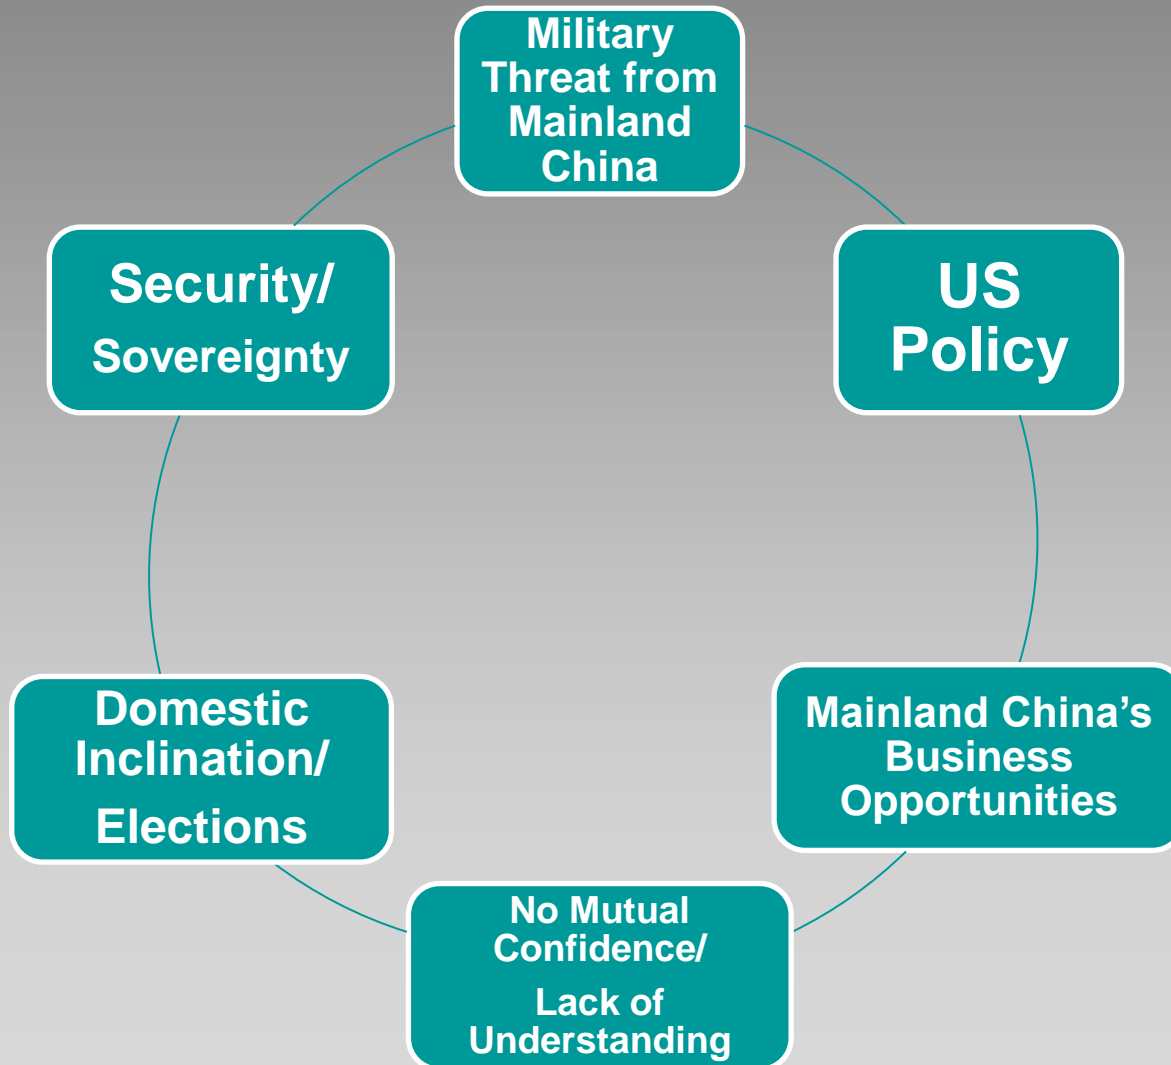 Military
Threat from
Mainland
China
Security/
Sovereignty
US
Policy
Domestic
Inclination/
Elections
Mainland China’s
Business
Opportunities
No Mutual
Confidence/
Lack of
Understanding